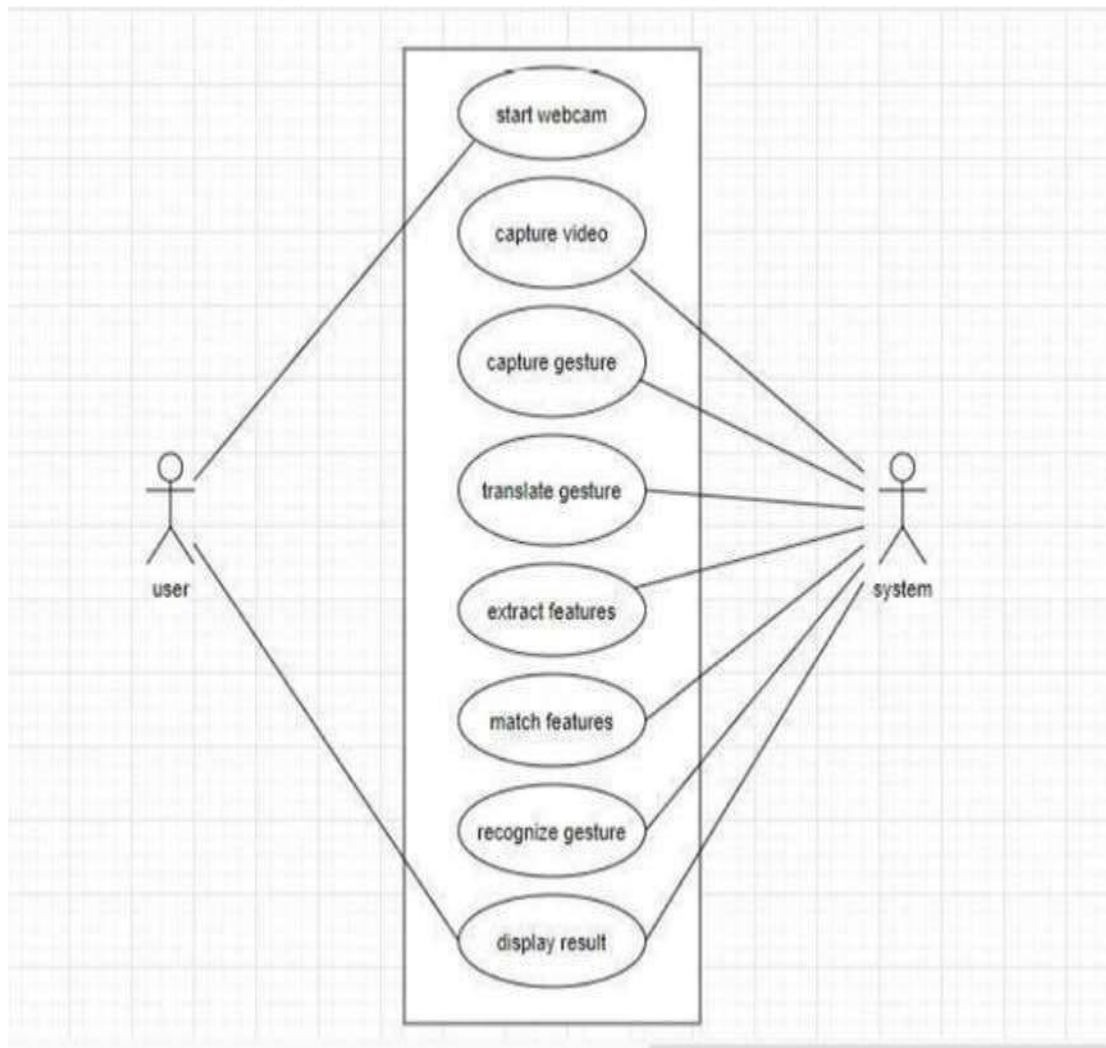 start webcam
capture video
capture gesture
translate gesture
extract features
match features
recognize gesture
display result
user
system